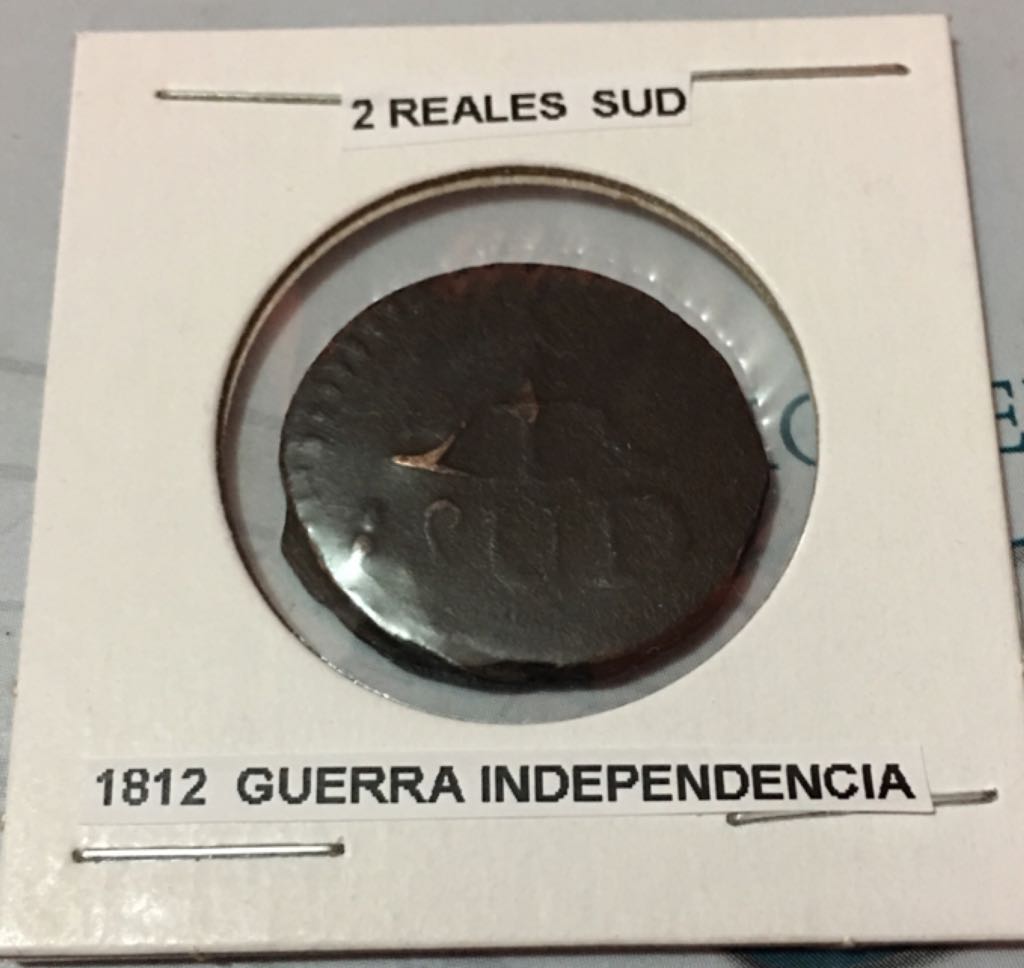 2 REALES SUD
SUD
1812 GUERRA INDEPENDENCIA